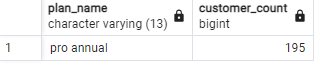 plan_name customer_count
character varying (13) bigint
1 pro annual 195